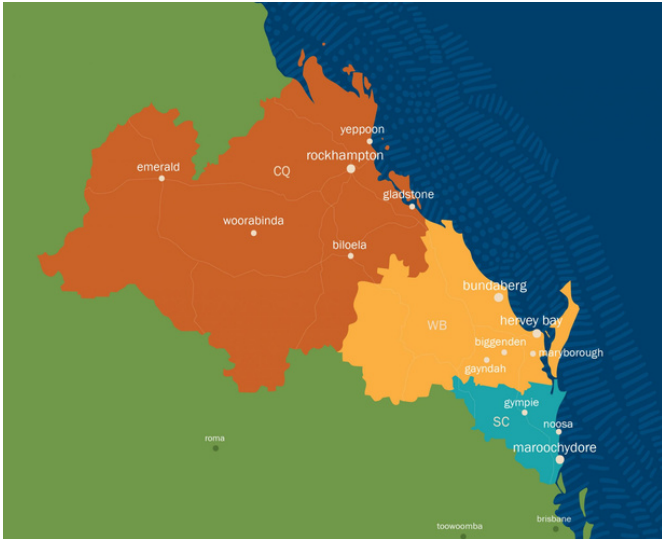 yeppoon
rockhampton
emerald
CQ
gladstone
woorabinda
biloela
bundaberg
hervey bay
WB
biggenden
maryborough
gayndah
gympie
SC
noosa
maroochydore
roma
brisbane
toowoomba